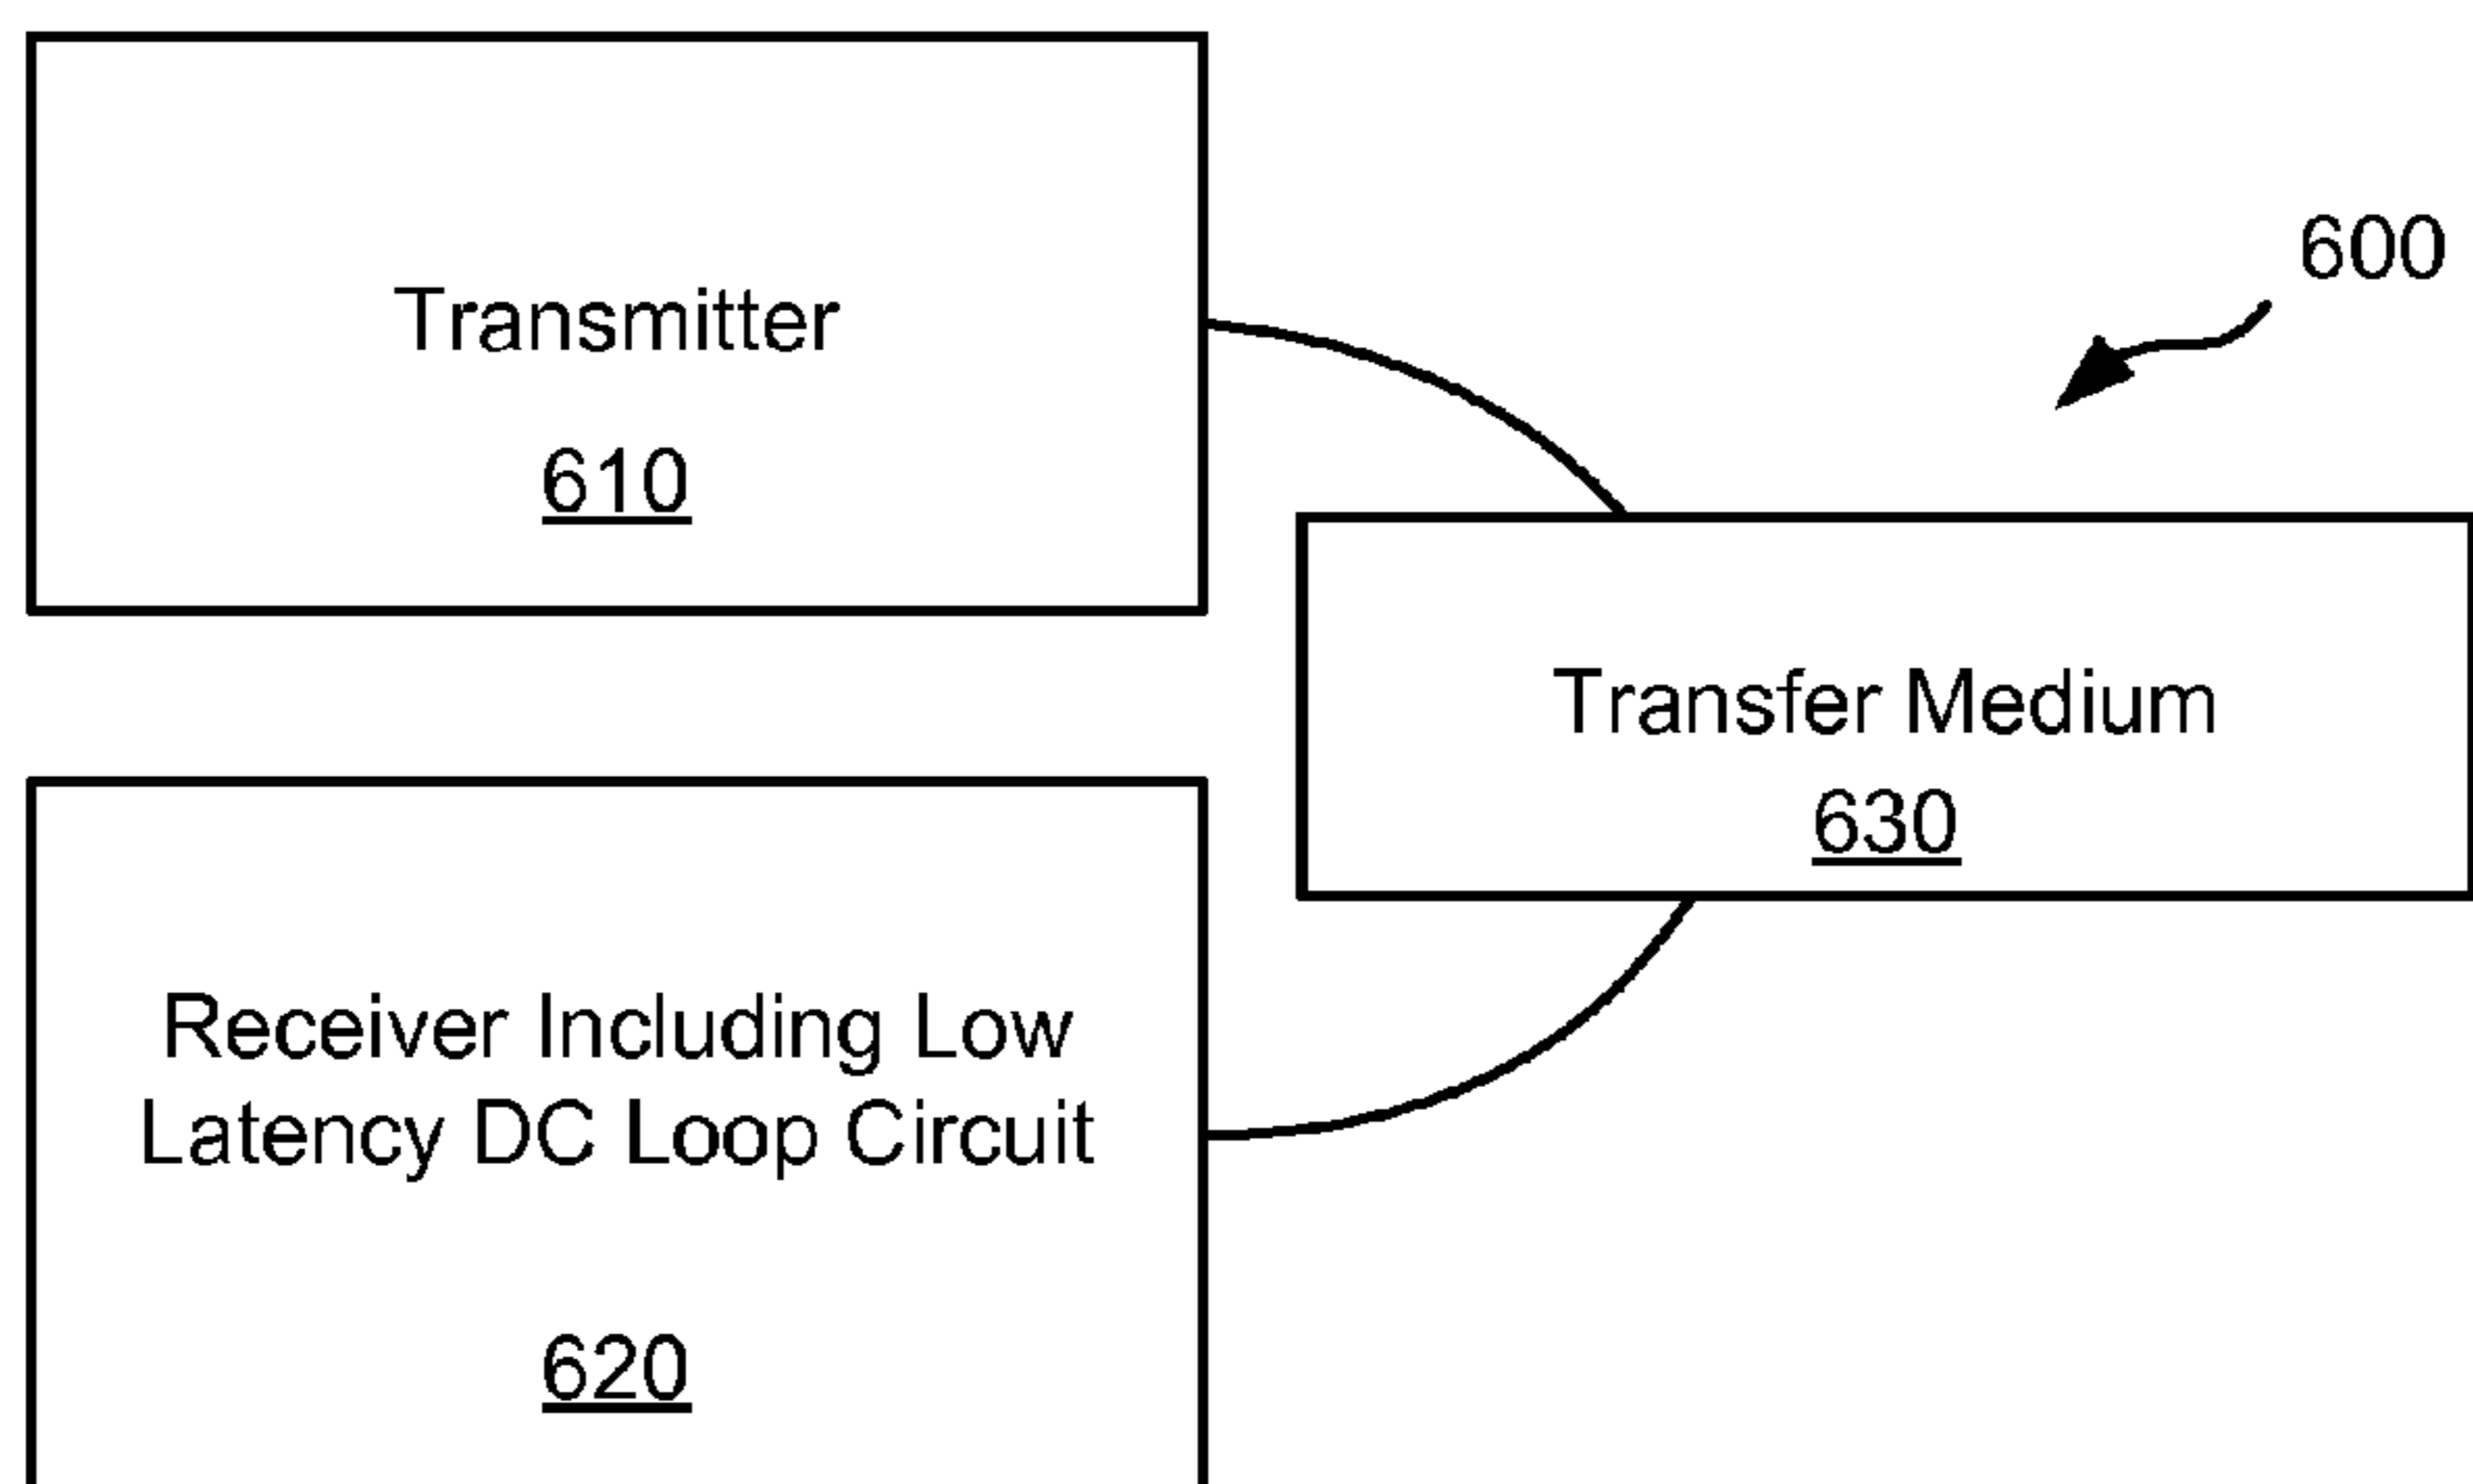 Transmitter
610
600
Transfer Medium
630
Receiver Including Low
Latency DC Loop Circuit
620